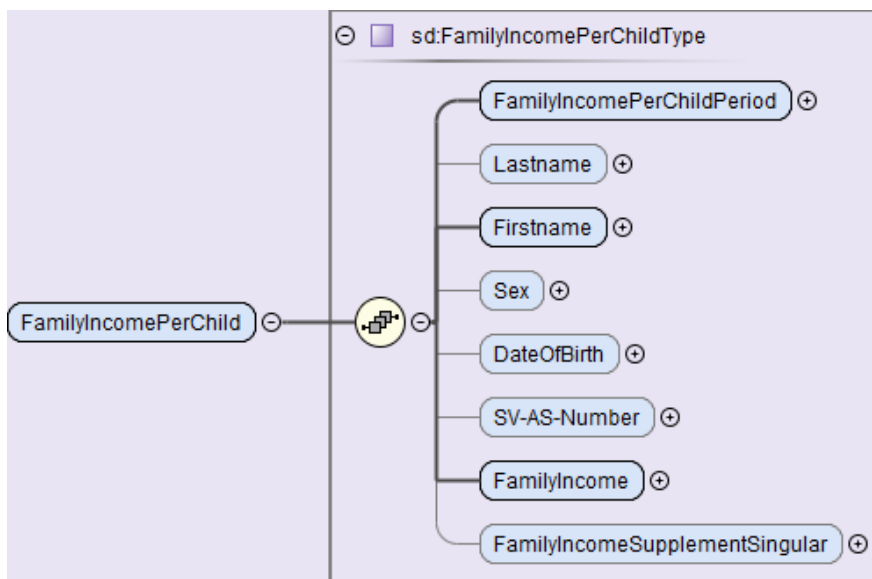 sd:FamilyIncomePerChildType
FamilyIncomePerChildPeriod
Lastname
Firstname
Sex
FamilyIncomePerChild
DateOfBirth
SV-AS-Number
FamilyIncome
FamilyIncomeSupplementSingular